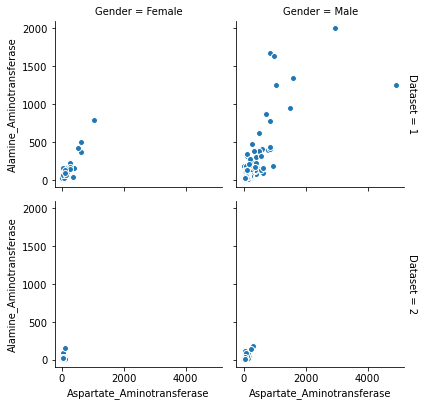 Gender = Female
Gender = Male
2000
1500
1000
500
0
Alamine_Aminotransferase
Dataset = 1
2000
1500
1000
500
0
Alamine_Aminotransferase
Dataset = 2
0
2000
4000
0
2000
4000
Aspartate_Aminotransferase
Aspartate_Aminotransferase